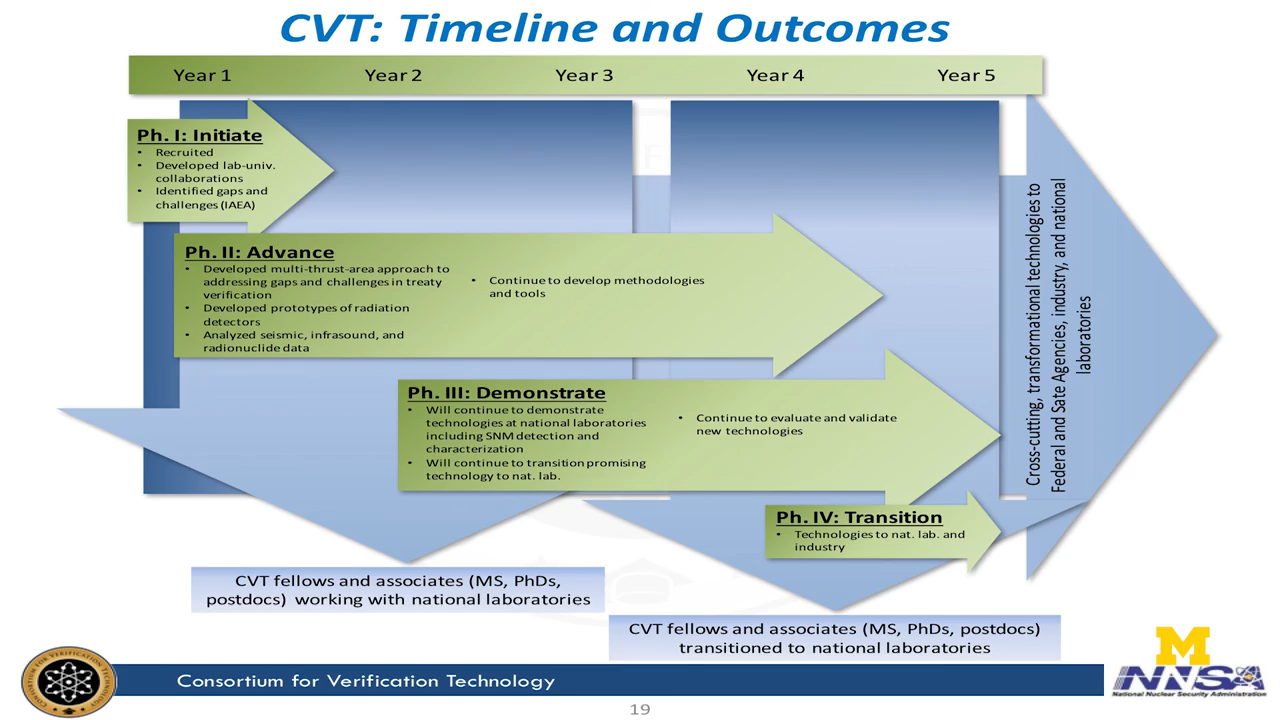 CVT: Timeline and Outcomes
Year 1 Year 2 Year 3 Year 4 Year 5
Ph. I: Initiate
• Recruited
• Developed lab-univ.
collaborations
• Identified gaps and
challenges (IAEA)
Ph. II: Advance
• Developed multi-thrust-area approach to
addressing gaps and challenges in treaty
verification
• Developed prototypes of radiation
detectors
• Analyzed seismic, infrasound, and
radionuclide data
• Continue to develop methodologies
and tools
Ph. III: Demonstrate
• Will continue to demonstrate
technologies at national laboratories
including SNM detection and
characterization
• Will continue to transition promising
technology to nat. lab.
• Continue to evaluate and validate
new technologies
Ph. IV: Transition
• Technologies to nat. lab. and
industry
Cross-cutting, transformational technologies to
Federal and Sate Agencies, industry, and national
laboratories
CVT fellows and associates (MS, PhDs,
postdocs) working with national laboratories
CVT fellows and associates (MS, PhDs, postdocs)
transitioned to national laboratories
CONSORTIUM FOR VERIFICATION TECHNOLOGY
Consortium for Verification Technology
M
NNSA
National Nuclear Security Administration
19